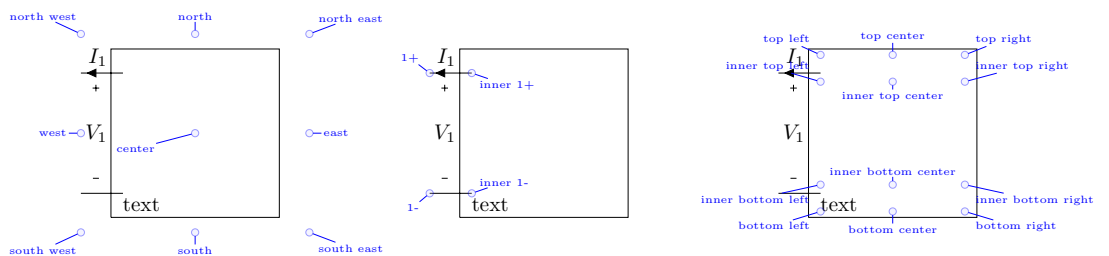 north west
north
north east
I₁
+
west
V₁
center
east
-
text
south west
south
south east
1+
I₁
inner 1+
+
V₁
-
inner 1-
1-
text
top left
top center
top right
I₁
inner top left
inner top right
+
inner top center
V₁
inner bottom center
-
inner bottom left
inner bottom right
text
bottom left
bottom center
bottom right